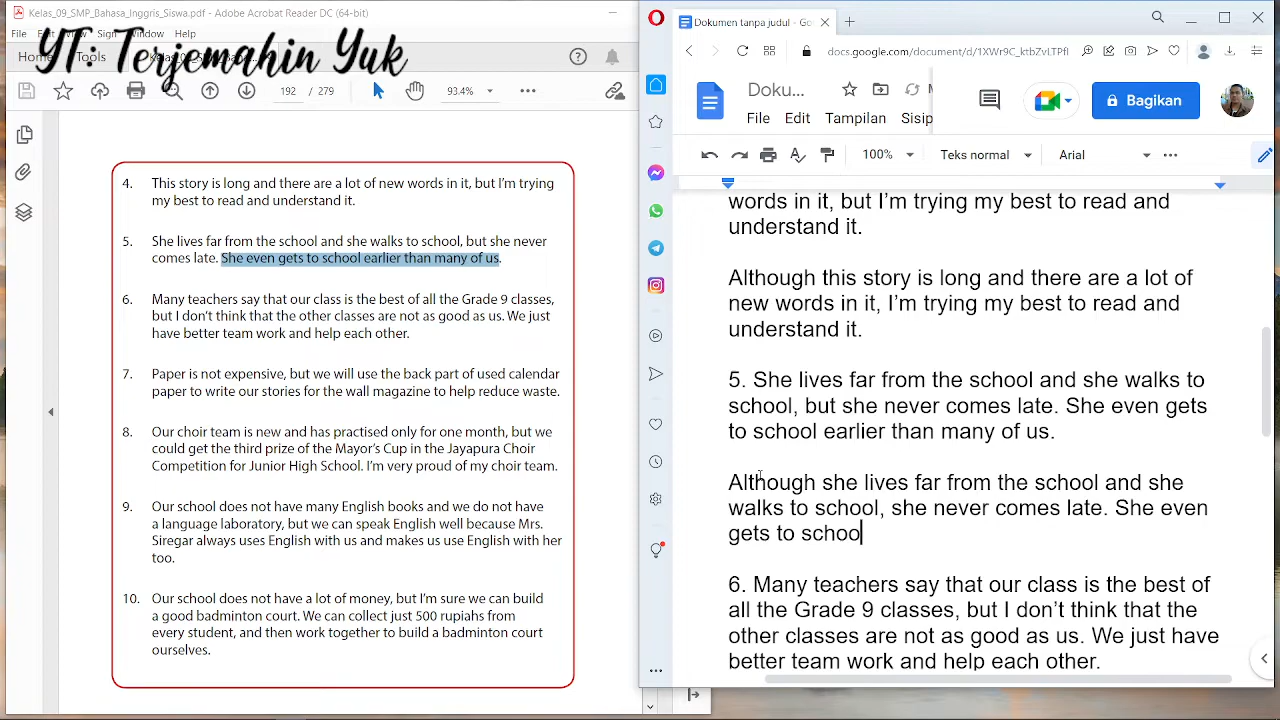 Kelas_09_SMP_Bahasa_Inggris_Siswa.pdf - Adobe Acrobat Reader DC (64-bit)
File
Window Help
YT: Terjemahin Yuk
Tools
192 / 279
93.4%
4. This story is long and there are a lot of new words in it, but I'm trying
my best to read and understand it.
5. She lives far from the school and she walks to school, but she never
comes late. She even gets to school earlier than many of us.
6. Many teachers say that our class is the best of all the Grade 9 classes,
but I don't think that the other classes are not as good as us. We just
have better team work and help each other.
7. Paper is not expensive, but we will use the back part of used calendar
paper to write our stories for the wall magazine to help reduce waste.
8. Our choir team is new and has practised only for one month, but we
could get the third prize of the Mayor's Cup in the Jayapura Choir
Competition for Junior High School. I'm very proud of my choir team.
9. Our school does not have many English books and we do not have
a language laboratory, but we can speak English well because Mrs.
Siregar always uses English with us and makes us use English with her
too.
10. Our school does not have a lot of money, but I'm sure we can build
a good badminton court. We can collect just 500 rupiahs from
every student, and then work together to build a badminton court
ourselves.
Dokumen tanpa judul - Go
docs.google.com/document/d/1XWr9C_ktbZvLTPfl
Doku...
File Edit Tampilan Sisip
Bagikan
100% Teks normal Arial
words in it, but I'm trying my best to read and
understand it.
Although this story is long and there are a lot of
new words in it, I'm trying my best to read and
understand it.
5. She lives far from the school and she walks to
school, but she never comes late. She even gets
to school earlier than many of us.
Although she lives far from the school and she
walks to school, she never comes late. She even
gets to schoo
6. Many teachers say that our class is the best of
all the Grade 9 classes, but I don't think that the
other classes are not as good as us. We just have
better team work and help each other.